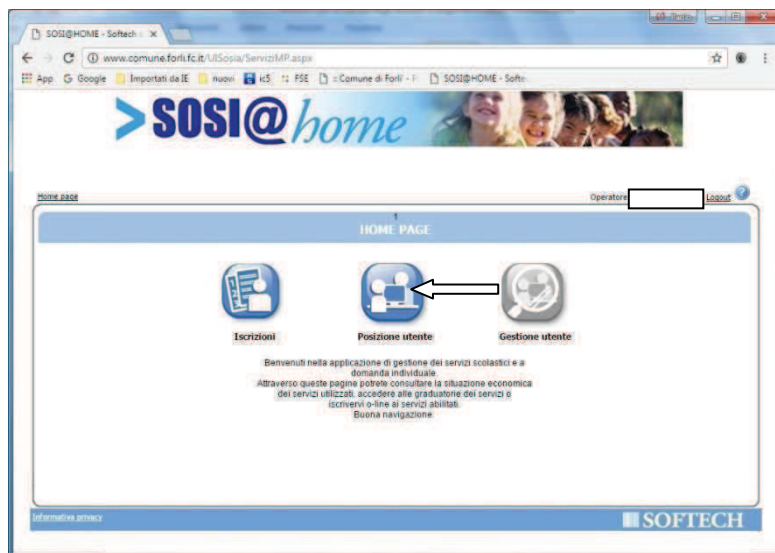 SOSI@HOME - Softech
www.comune.forli.fc.it/UISosia/ServiziMP.aspx
App Google Importati da IE nuovi ic5 FSE :: Comune di Forlì - SOSI@HOME - Softe
>SOSI@home
Home page Operatore Logout ?
1
HOME PAGE
Iscrizioni Posizione utente Gestione utente
Benvenuti nella applicazione di gestione dei servizi scolastici e a
domanda individuale.
Attraverso queste pagine potrete consultare la situazione economica
dei servizi utilizzati, accedere alle graduatorie dei servizi o
iscrivervi o-line ai servizi abilitati.
Buona navigazione.
Informativa privacy SOFTECH